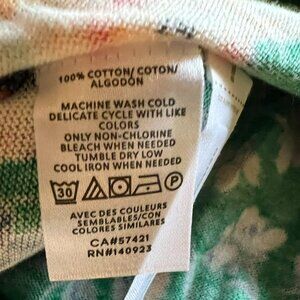 100% COTTON/ COTON/
ALGODÓN
MACHINE WASH COLD
DELICATE CYCLE WITH LIKE
COLORS
ONLY NON-CHLORINE
BLEACH WHEN NEEDED
TUMBLE DRY LOW
COOL IRON WHEN NEEDED
30 P
AVEC DES COULEURS
SEMBLABLES/CON
COLORES SIMILARES
CA#57421
RN#140923